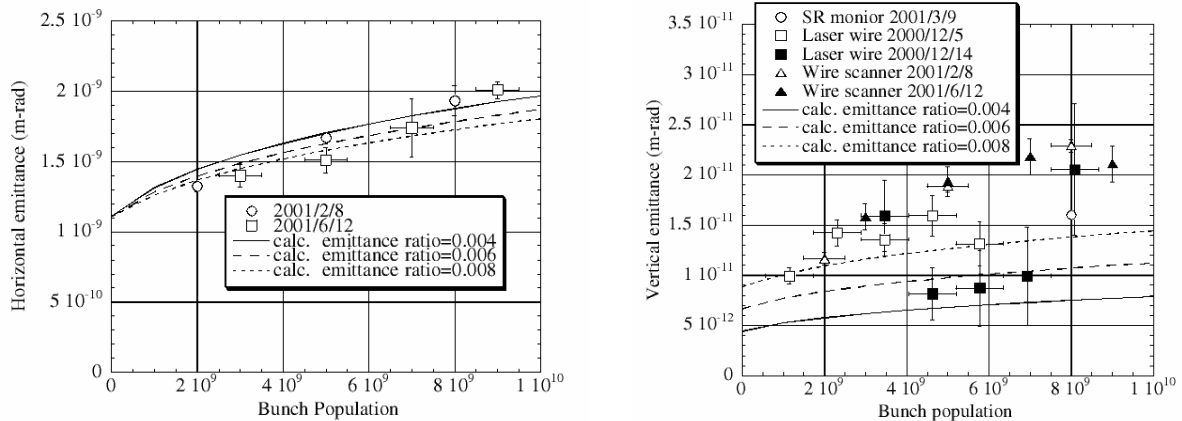 Horizontal emittance (m-rad)
2 10-9
1.5 10-9
1 10-9
5 10-10
0
0
2 109
4 109
6 109
8 109
1 1010
Bunch Population
2001/2/8
2001/6/12
calc. emittance ratio=0.004
calc. emittance ratio=0.006
calc. emittance ratio=0.008
Vertical emittance (m-rad)
3.5 10-11
3 10-11
2.5 10-11
2 10-11
1.5 10-11
1 10-11
5 10-12
0
0
2 109
4 109
6 109
8 109
1 1010
Bunch population
SR monior 2001/3/9
Laser wire 2000/12/5
Laser wire 2000/12/14
Wire scanner 2001/2/8
Wire scanner 2001/6/12
calc. emittance ratio=0.004
calc. emittance ratio=0.006
calc. emittance ratio=0.008